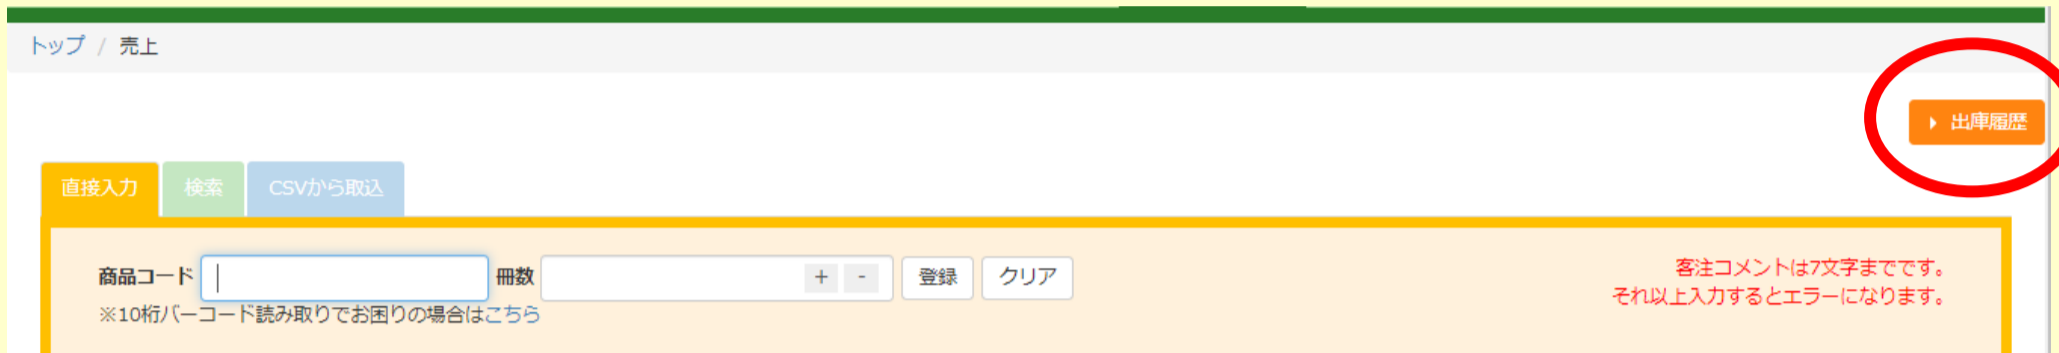 トップ / 売上
出庫履歴
直接入力 検索 CSVから取込
商品コード 冊数 + - 登録 クリア
※10桁バーコード読み取りでお困りの場合はこちら
客注コメントは7文字までです。
それ以上入力するとエラーになります。